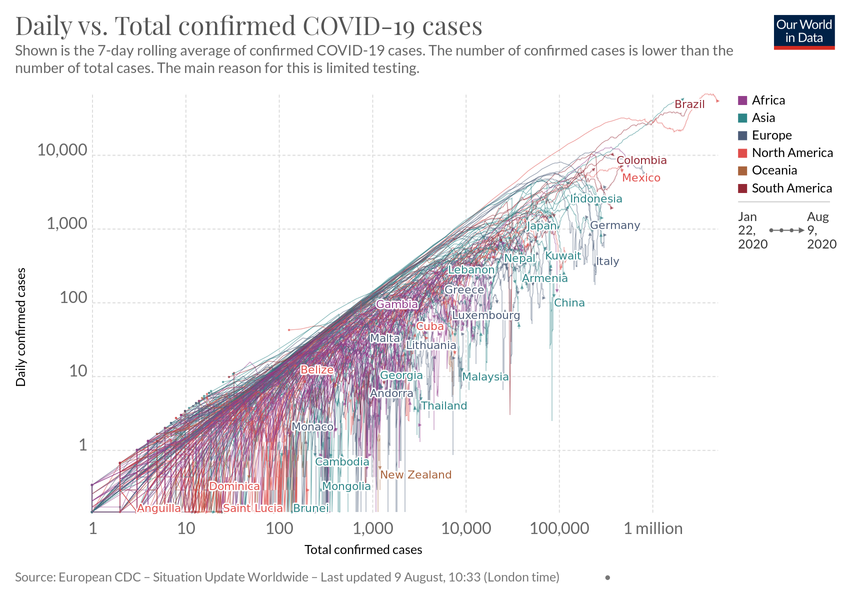 Daily vs. Total confirmed COVID-19 cases
Shown is the 7-day rolling average of confirmed COVID-19 cases. The number of confirmed cases is lower than the
number of total cases. The main reason for this is limited testing.
Our World
in Data
Brazil
Colombia
Mexico
Indonesia
Japan
Germany
Nepal
Kuwait
Italy
Lebanon
Armenia
Greece
China
Gambia
Luxembourg
Cuba
Malta
Lithuania
Belize
Georgia
Malaysia
Andorra
Thailand
Monaco
Cambodia
New Zealand
Dominica
Mongolia
Anguilla
Saint Lucia
Brunei
10,000
1,000
100
10
1
Daily confirmed cases
1
10
100
1,000
10,000
100,000
1 million
Total confirmed cases
Africa
Asia
Europe
North America
Oceania
South America
Jan
22,
2020
Aug
9,
2020
Source: European CDC – Situation Update Worldwide – Last updated 9 August, 10:33 (London time)